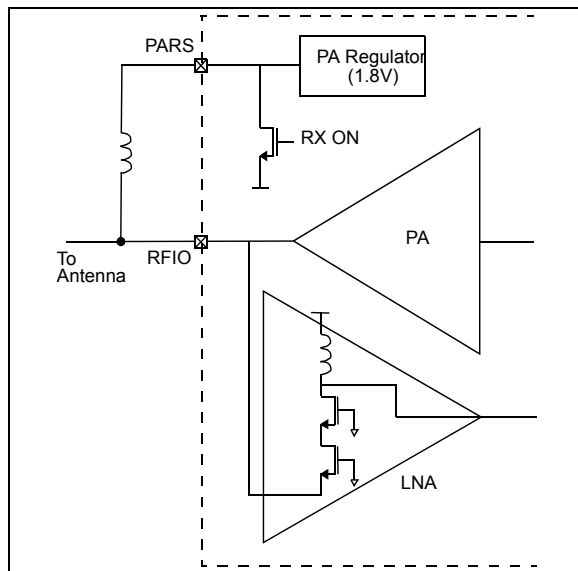 PARS
PA Regulator
(1.8V)
RX ON
PA
To
Antenna
RFIO
LNA